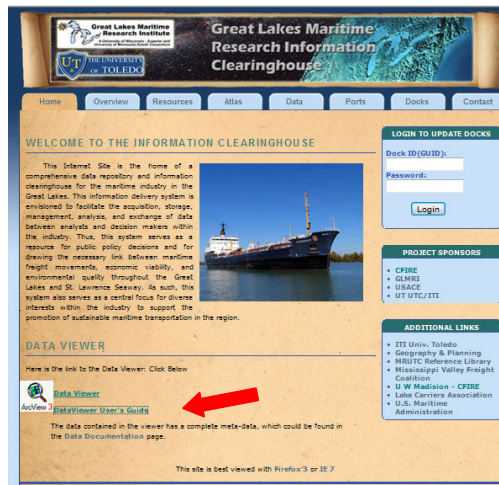 Great Lakes Maritime
Research Institute
A University of Wisconsin - Superior and
University of Minnesota Duluth Consortium
UT THE UNIVERSITY
OF TOLEDO
Great Lakes Maritime
Research Information
Clearinghouse
Home Overview Resources Atlas Data Ports Docks Contact
WELCOME TO THE INFORMATION CLEARINGHOUSE
This Internet Site is the home of a
comprehensive data repository and information
clearinghouse for the maritime industry in the
Great Lakes. This information delivery system is
envisioned to facilitate the acquisition, storage,
management, analysis, and exchange of data
between analysts and decision makers within
the industry. Thus, this system serves as a
resource for public policy decisions and for
drawing the necessary link between maritime
freight movements, economic viability, and
environmental quality throughout the Great
Lakes and St. Lawrence Seaway. As such, this
system also serves as a central focus for diverse
interests within the industry to support the
promotion of sustainable maritime transportation in the region.
DATA VIEWER
Here is the link to the Data Viewer: Click Below
Data Viewer
ArcView 3
DataViewer User's Guide
The data contained in the viewer has a complete meta-data, which could be found in
the Data Documentation page.
This site is best viewed with Firefox 3 or IE 7
LOGIN TO UPDATE DOCKS
Dock ID(GUID):
Password:
Login
PROJECT SPONSORS
• CFIRE
• GLMRI
• USACE
• UT UTC/ITI
ADDITIONAL LINKS
• ITI Univ. Toledo
• Geography & Planning
• MRUTC Reference Library
• Mississippi Valley Freight
Coalition
• U W Madision - CFIRE
• Lake Carriers Association
• U.S. Maritime
Administration